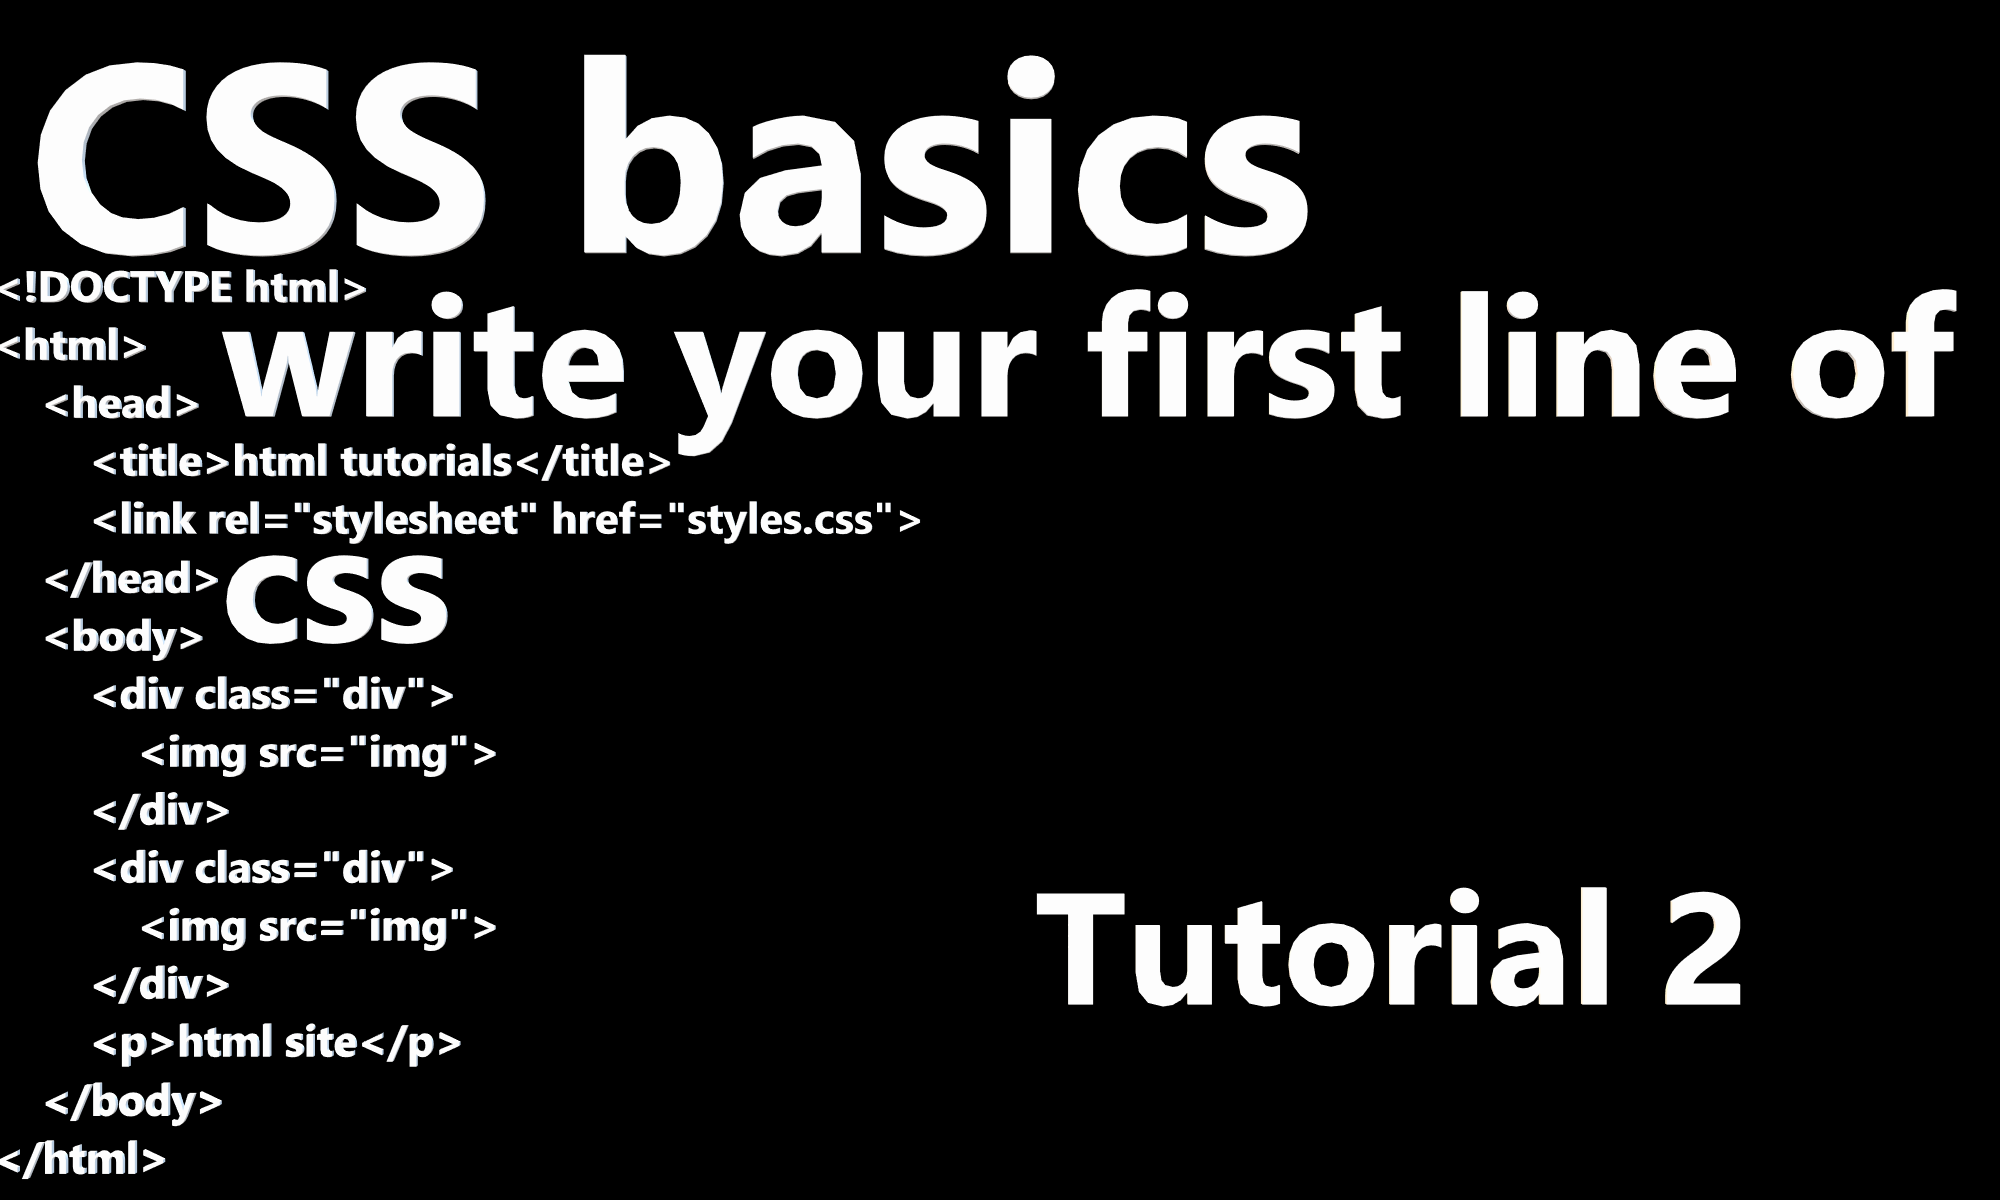 CSS basics
<!DOCTYPE html>
<html>
write your first line of
<head>
<title>html tutorials</title>
<link rel="stylesheet" href="styles.css">
</head>
css
<body>
<div class="div">
<img src="img">
</div>
<div class="div">
<img src="img">
Tutorial 2
</div>
<p>html site</p>
</body>
</html>